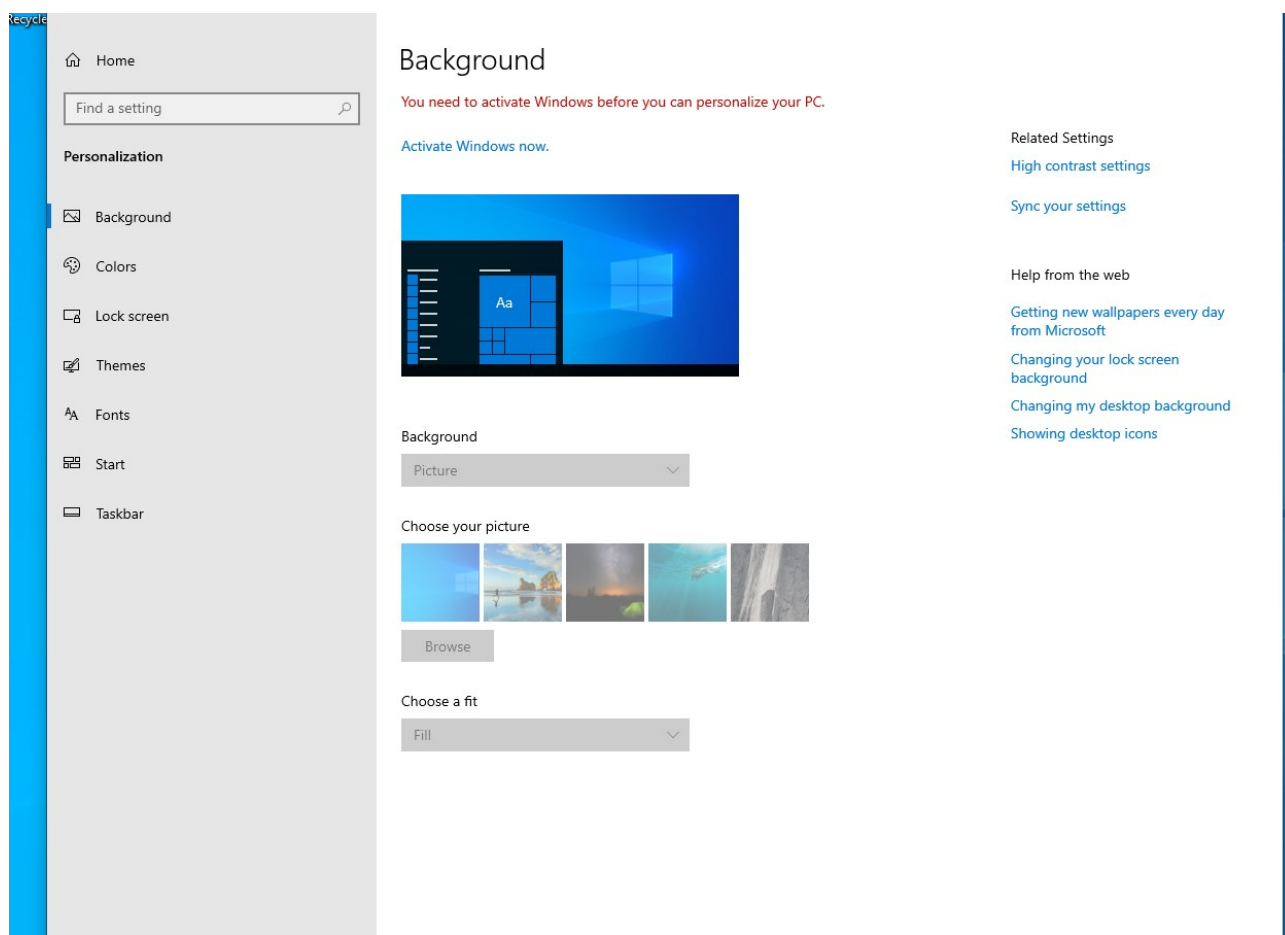 Recycle
Home
Find a setting
Personalization
Background
Colors
Lock screen
Themes
Fonts
Start
Taskbar
Background
You need to activate Windows before you can personalize your PC.
Activate Windows now.
Aa
Background
Picture
Choose your picture
Browse
Choose a fit
Fill
Related Settings
High contrast settings
Sync your settings
Help from the web
Getting new wallpapers every day
from Microsoft
Changing your lock screen
background
Changing my desktop background
Showing desktop icons